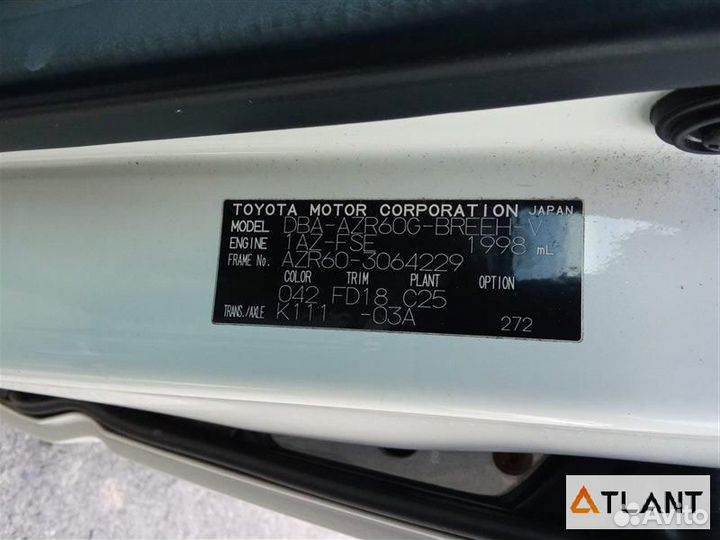 TOYOTA MOTOR CORPORATION JAPAN
MODEL DBA-AZR60G-BREEH-V
ENGINE 1AZ-FSE 1998 mL
FRAME No. AZR60-3064229
COLOR TRIM PLANT OPTION
042 FD18 C25
TRANS./AXLE K111 -03A
272
ATLANT
Avito